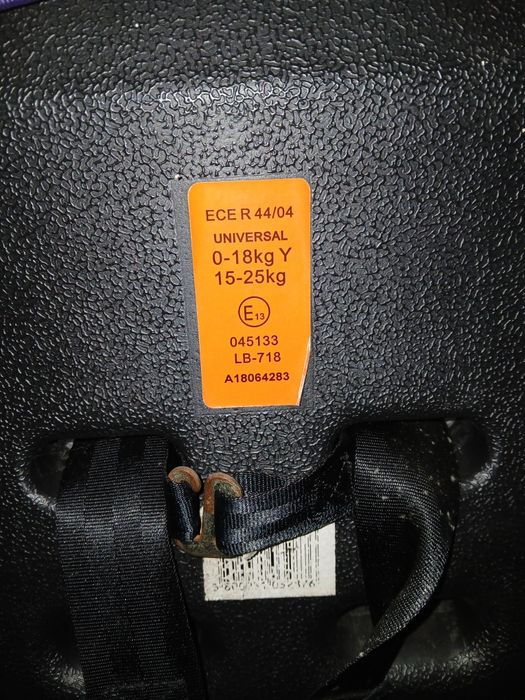 ECE R 44/04
UNIVERSAL
0-18kg Y
15-25kg
E13
045133
LB-718
A18064283